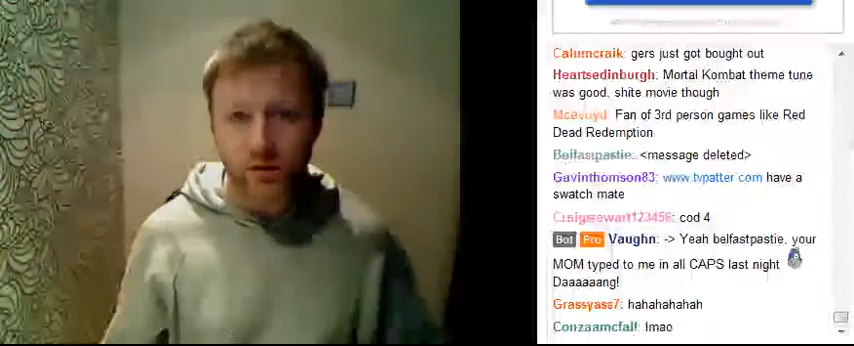 Calumcraik: gers just got bought out
Heartsedinburgh: Mortal Kombat theme tune
was good, shite movie though
Mcavoyd: Fan of 3rd person games like Red
Dead Redemption
Belfastpastie: <message deleted>
Gavinthomson83: www.tvpatter.com have a
swatch mate
Craigstewart123456: cod 4
Bot Pro Vaughn: -> Yeah belfastpastie, your
MOM typed to me in all CAPS last night
Daaaaaang!
Grassyass7: hahahahahah
lmao